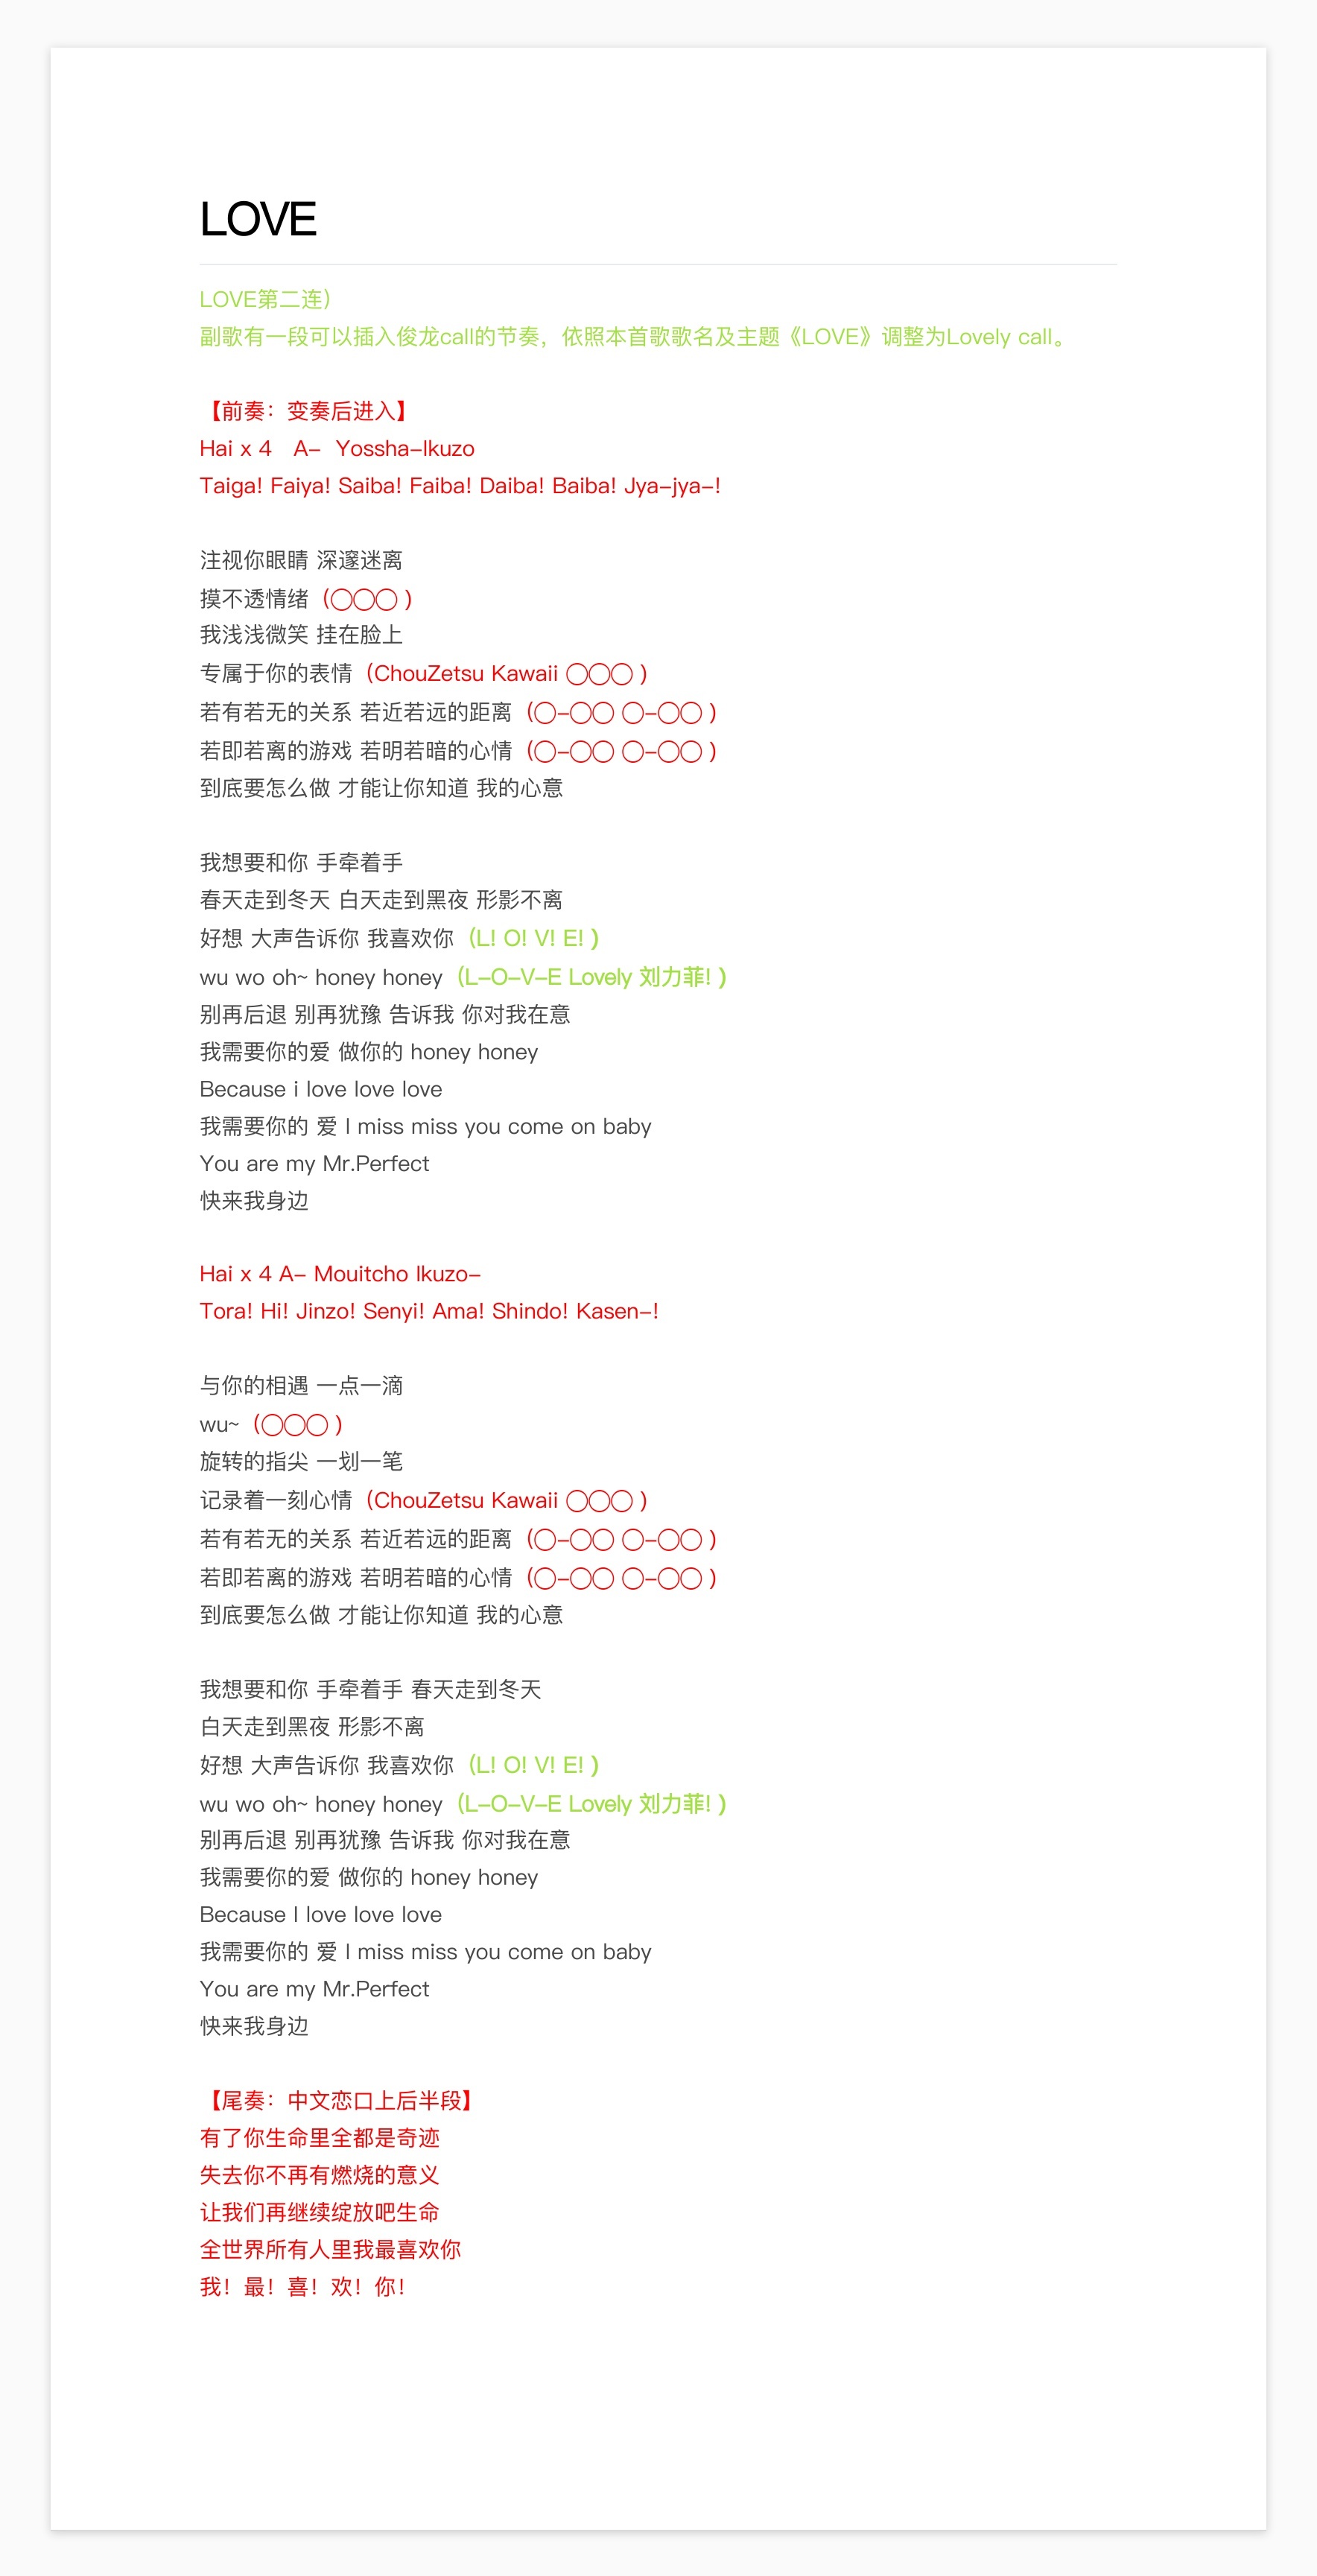 LOVE
LOVE第二连）
副歌有一段可以插入俊龙call的节奏，依照本首歌歌名及主题《LOVE》调整为Lovely call。
【前奏：变奏后进入】
Hai x 4 A- Yossha-Ikuzo
Taiga! Faiya! Saiba! Faiba! Daiba! Baiba! Jya-jya-!
注视你眼睛 深邃迷离
摸不透情绪（◯◯◯ ）
我浅浅微笑 挂在脸上
专属于你的表情（ChouZetsu Kawaii ◯◯◯ ）
若有若无的关系 若近若远的距离（◯-◯◯ ◯-◯◯ ）
若即若离的游戏 若明若暗的心情（◯-◯◯ ◯-◯◯ ）
到底要怎么做 才能让你知道 我的心意
我想要和你 手牵着手
春天走到冬天 白天走到黑夜 形影不离
好想 大声告诉你 我喜欢你（L! O! V! E! ）
wu wo oh~ honey honey（L-O-V-E Lovely 刘力菲! ）
别再后退 别再犹豫 告诉我 你对我在意
我需要你的爱 做你的 honey honey
Because i love love love
我需要你的 爱 I miss miss you come on baby
You are my Mr.Perfect
快来我身边
Hai x 4 A- Mouitcho Ikuzo-
Tora! Hi! Jinzo! Senyi! Ama! Shindo! Kasen-!
与你的相遇 一点一滴
wu~（◯◯◯ ）
旋转的指尖 一划一笔
记录着一刻心情（ChouZetsu Kawaii ◯◯◯ ）
若有若无的关系 若近若远的距离（◯-◯◯ ◯-◯◯ ）
若即若离的游戏 若明若暗的心情（◯-◯◯ ◯-◯◯ ）
到底要怎么做 才能让你知道 我的心意
我想要和你 手牵着手 春天走到冬天
白天走到黑夜 形影不离
好想 大声告诉你 我喜欢你（L! O! V! E! ）
wu wo oh~ honey honey（L-O-V-E Lovely 刘力菲! ）
别再后退 别再犹豫 告诉我 你对我在意
我需要你的爱 做你的 honey honey
Because I love love love
我需要你的 爱 I miss miss you come on baby
You are my Mr.Perfect
快来我身边
【尾奏：中文恋口上后半段】
有了你生命里全都是奇迹
失去你不再有燃烧的意义
让我们再继续绽放吧生命
全世界所有人里我最喜欢你
我！最！喜！欢！你！